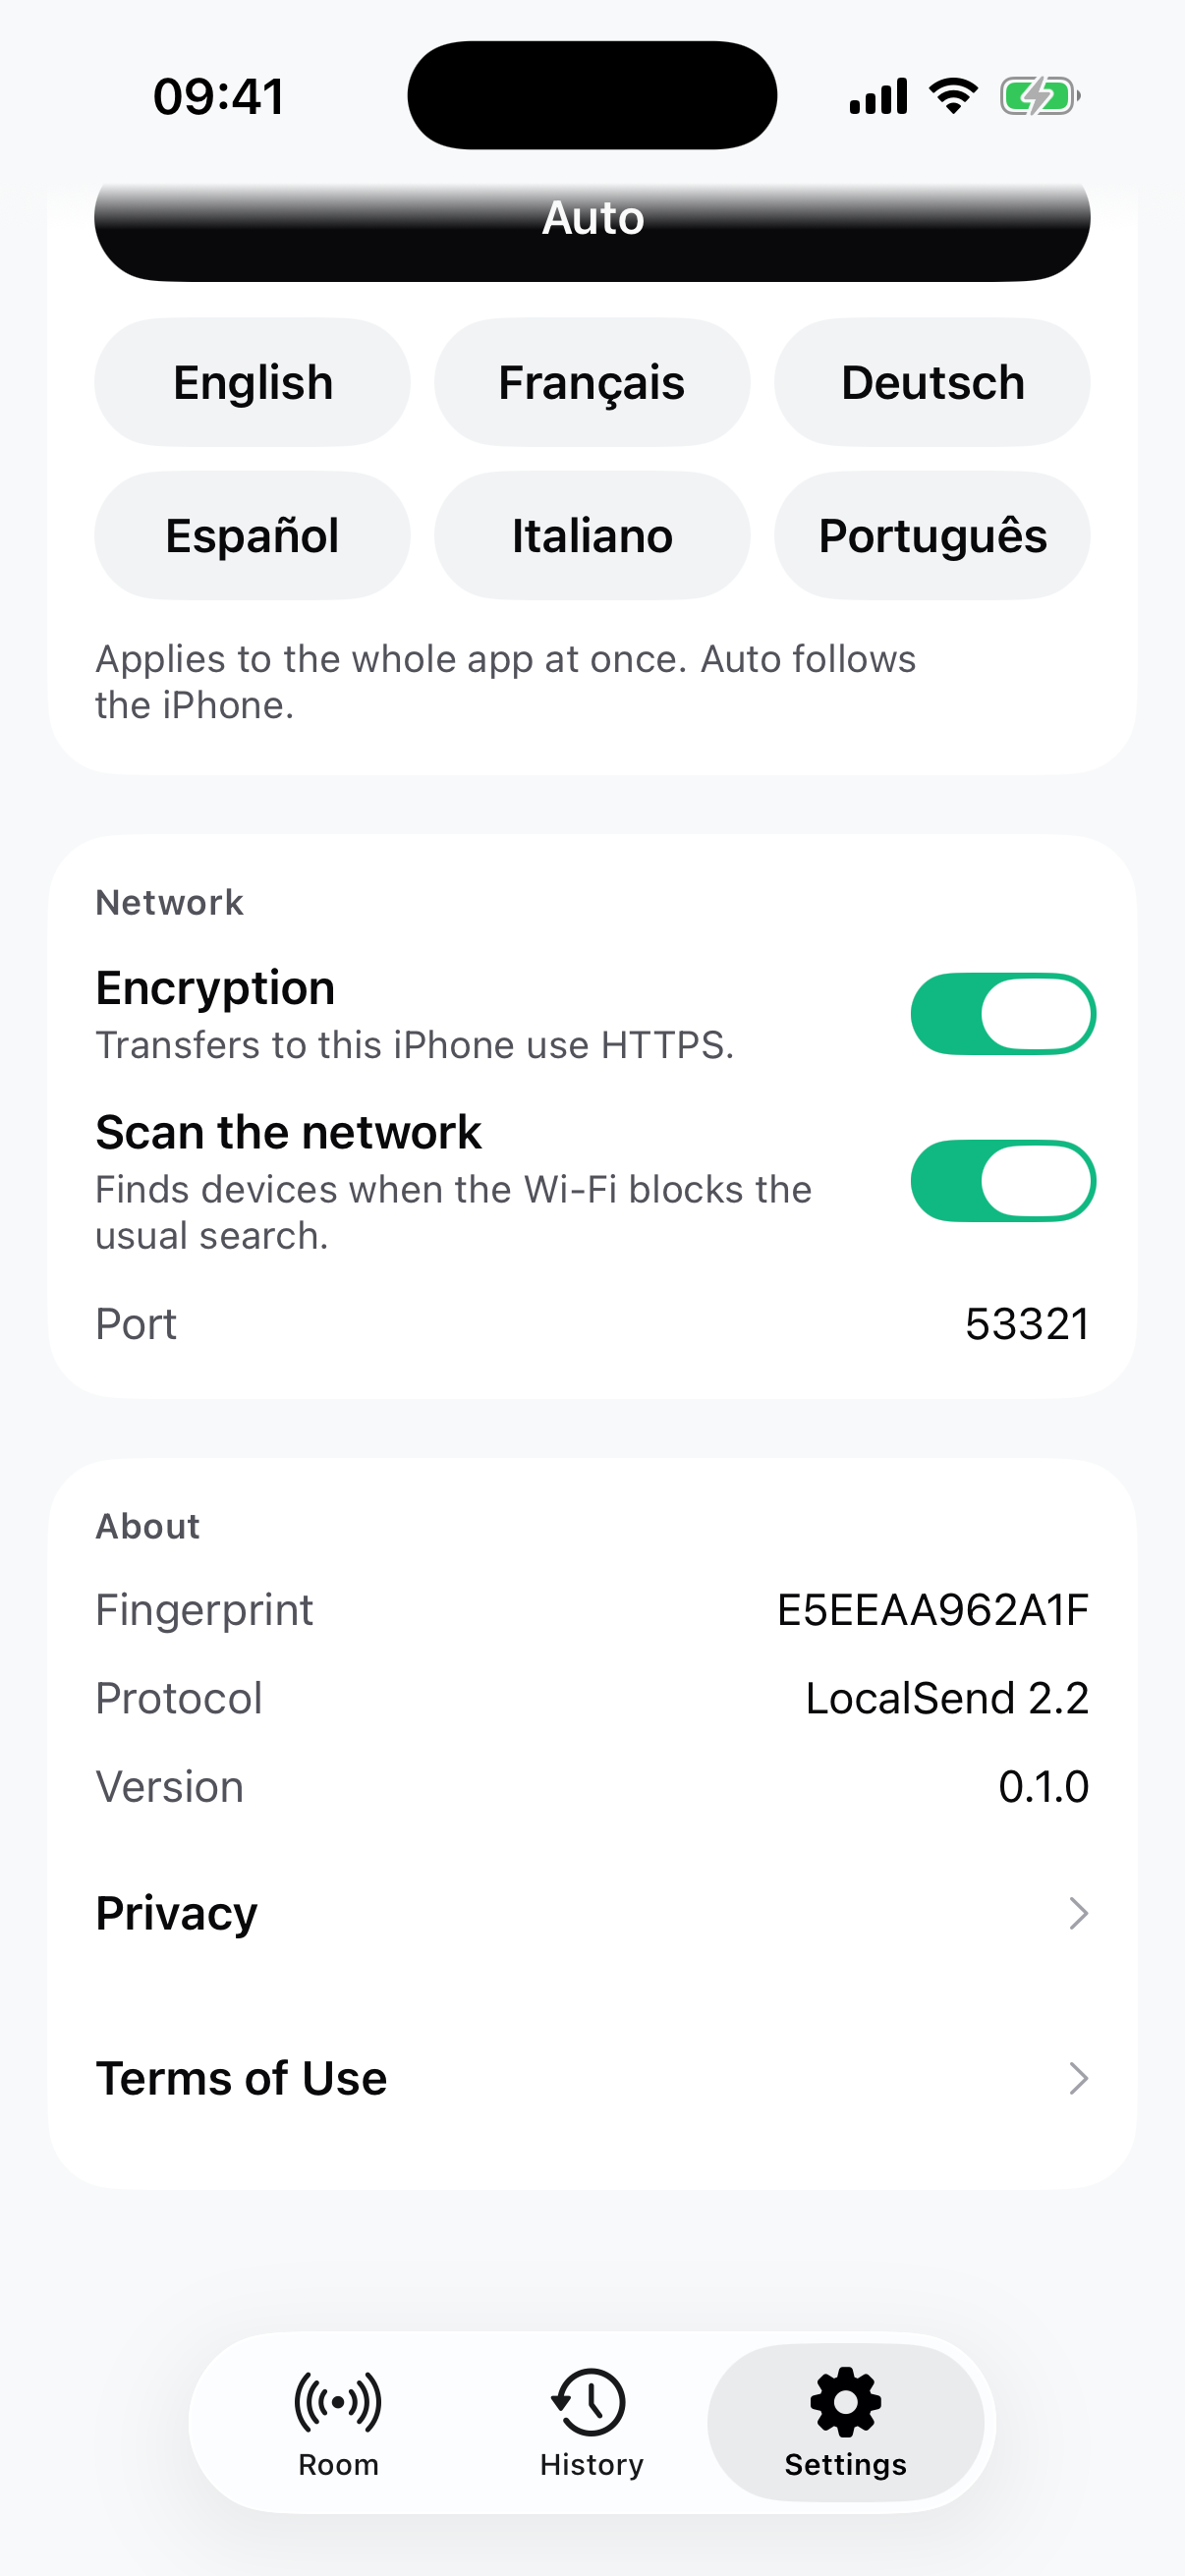 09:41
Auto
English
Français
Deutsch
Español
Italiano
Português
Applies to the whole app at once. Auto follows
the iPhone.
Network
Encryption
Transfers to this iPhone use HTTPS.
Scan the network
Finds devices when the Wi-Fi blocks the
usual search.
Port 53321
About
Fingerprint E5EEAA962A1F
Protocol LocalSend 2.2
Version 0.1.0
Privacy
Terms of Use
Room
History
Settings